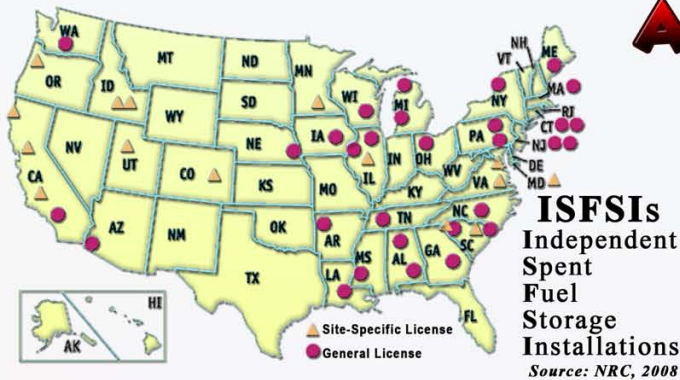 WA
MT
ND
MN
NH
VT
ME
OR
ID
SD
WI
MI
NY
MA
WY
RI
CT
NE
IA
PA
NJ
NV
UT
CO
IL
IN
OH
WV
DE
MD
VA
CA
KS
MO
KY
NC
TN
SC
AZ
NM
OK
AR
MS
AL
GA
TX
LA
FL
HI
AK
Site-Specific License
General License
ISFSIs
Independent
Spent
Fuel
Storage
Installations
Source: NRC, 2008
A